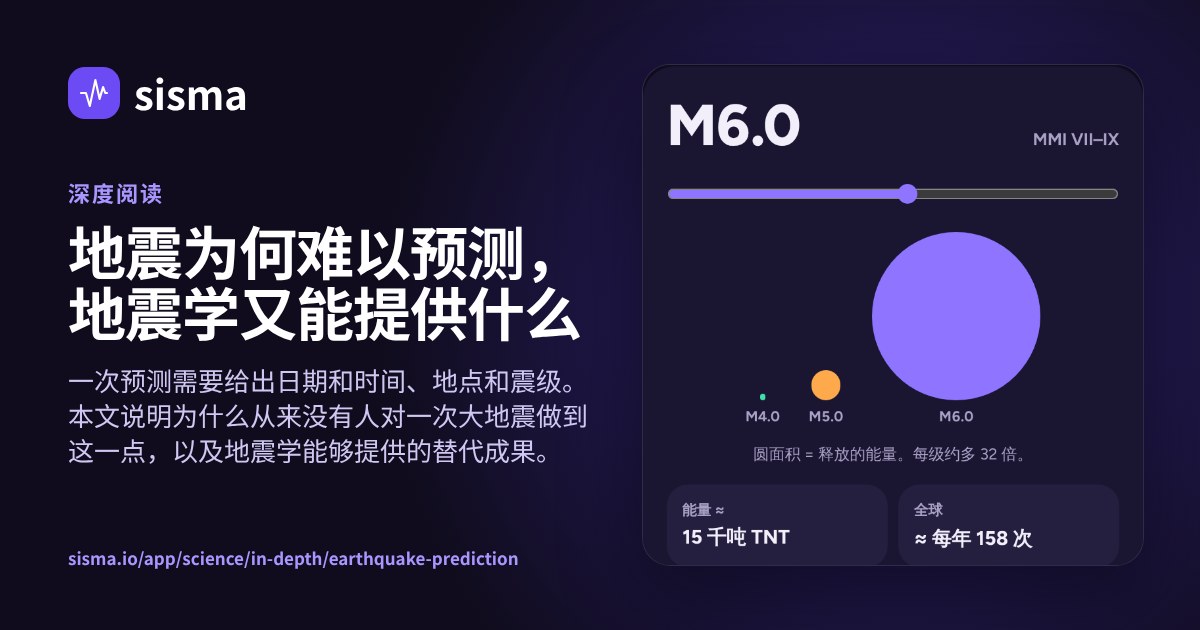 sisma
深度阅读
地震为何难以预测，
地震学又能提供什么
一次预测需要给出日期和时间、地点和震级。
本文说明为什么从来没有人对一次大地震做到
这一点，以及地震学能够提供的替代成果。
sisma.io/app/science/in-depth/earthquake-prediction
M6.0
MMI VII–IX
M4.0 M5.0 M6.0
圆面积 = 释放的能量。每级约多 32 倍。
能量 ≈
15 千吨 TNT
全球
≈ 每年 158 次